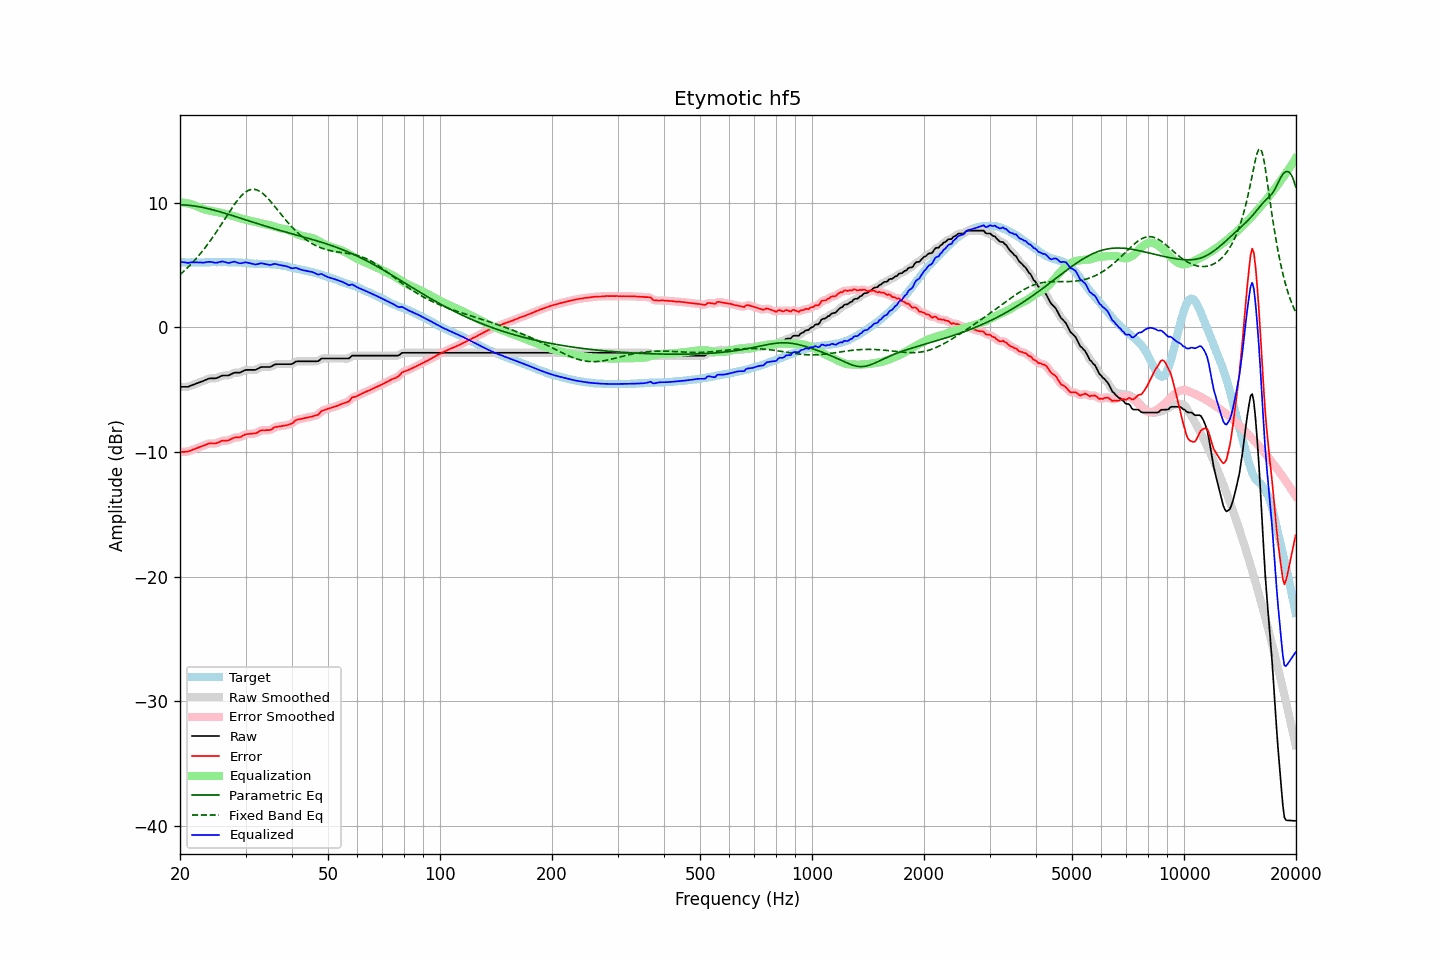 Etymotic hf5
Amplitude (dBr)
10
0
−10
−20
−30
−40
Target
Raw Smoothed
Error Smoothed
Raw
Error
Equalization
Parametric Eq
Fixed Band Eq
Equalized
20 50 100 200 500 1000 2000 5000 10000 20000
Frequency (Hz)